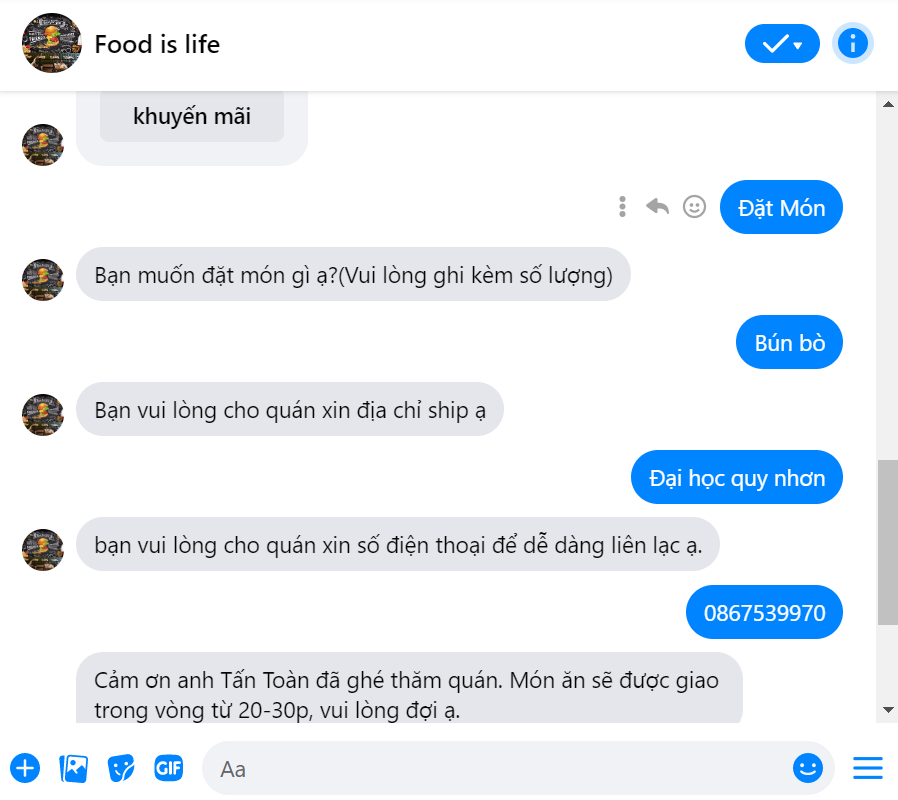 Food is life
khuyến mãi
Đặt Món
Bạn muốn đặt món gì ạ?(Vui lòng ghi kèm số lượng)
Bún bò
Bạn vui lòng cho quán xin địa chỉ ship ạ
Đại học quy nhơn
bạn vui lòng cho quán xin số điện thoại để dễ dàng liên lạc ạ.
0867539970
Cảm ơn anh Tấn Toàn đã ghé thăm quán. Món ăn sẽ được giao
trong vòng từ 20-30p, vui lòng đợi ạ.
GIF
Aa